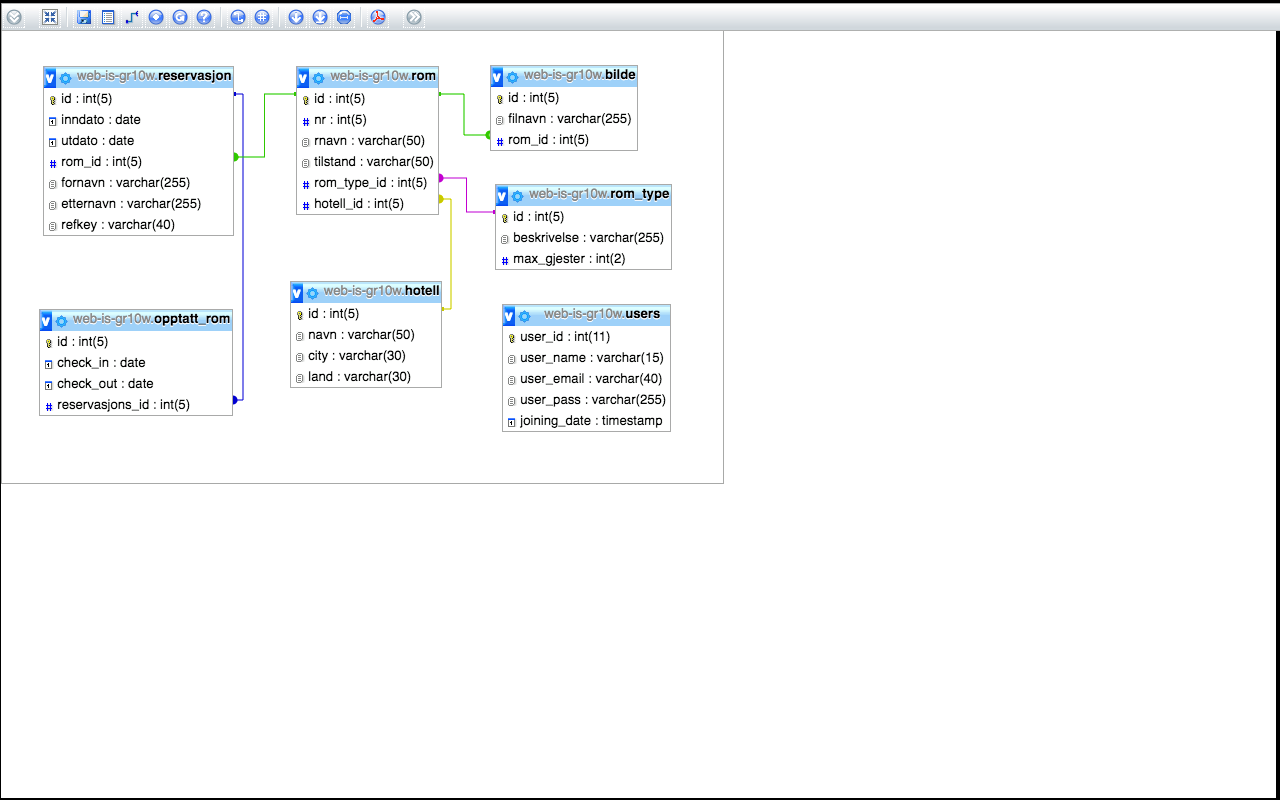 web-is-gr10w.reservasjon
id : int(5)
inndato : date
utdato : date
rom_id : int(5)
fornavn : varchar(255)
etternavn : varchar(255)
refkey : varchar(40)
web-is-gr10w.rom
id : int(5)
nr : int(5)
rnavn : varchar(50)
tilstand : varchar(50)
rom_type_id : int(5)
hotell_id : int(5)
web-is-gr10w.bilde
id : int(5)
filnavn : varchar(255)
rom_id : int(5)
web-is-gr10w.rom_type
id : int(5)
beskrivelse : varchar(255)
max_gjester : int(2)
web-is-gr10w.opptatt_rom
id : int(5)
check_in : date
check_out : date
reservasjons_id : int(5)
web-is-gr10w.hotell
id : int(5)
navn : varchar(50)
city : varchar(30)
land : varchar(30)
web-is-gr10w.users
user_id : int(11)
user_name : varchar(15)
user_email : varchar(40)
user_pass : varchar(255)
joining_date : timestamp